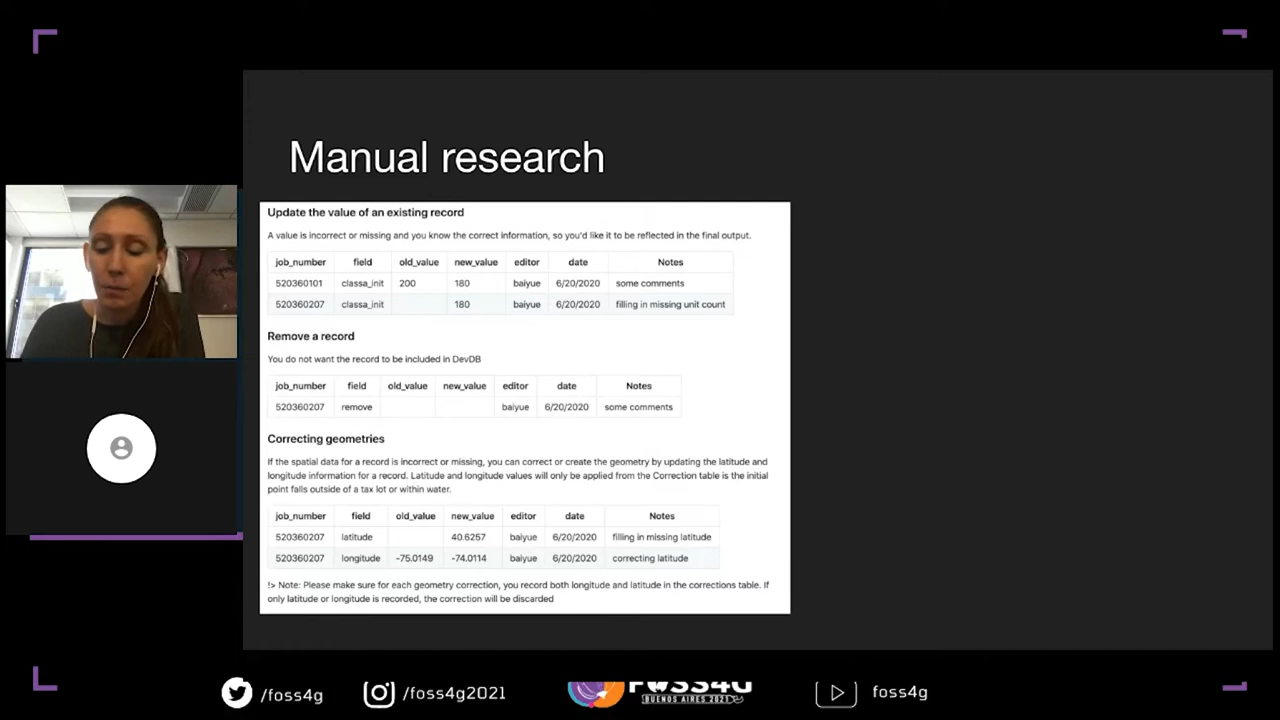 Manual research
Update the value of an existing record
A value is incorrect or missing and you know the correct information, so you'd like it to be reflected in the final output.
job_number field old_value new_value editor date Notes
520360101 classa_init 200 180 baiyue 6/20/2020 some comments
520360207 classa_init 180 baiyue 6/20/2020 filling in missing unit count
Remove a record
You do not want the record to be included in DevDB
job_number field old_value new_value editor date Notes
520360207 remove baiyue 6/20/2020 some comments
Correcting geometries
If the spatial data for a record is incorrect or missing, you can correct or create the geometry by updating the latitude and
longitude information for a record. Latitude and longitude values will only be applied from the Correction table is the initial
point falls outside of a tax lot or within water.
job_number field old_value new_value editor date Notes
520360207 latitude 40.6257 baiyue 6/20/2020 filling in missing latitude
520360207 longitude -75.0149 -74.0114 baiyue 6/20/2020 correcting latitude
!> Note: Please make sure for each geometry correction, you record both longitude and latitude in the corrections table. If
only latitude or longitude is recorded, the correction will be discarded
/foss4g
/foss4g2021
FOSS4G
BUENOS AIRES 2021
foss4g